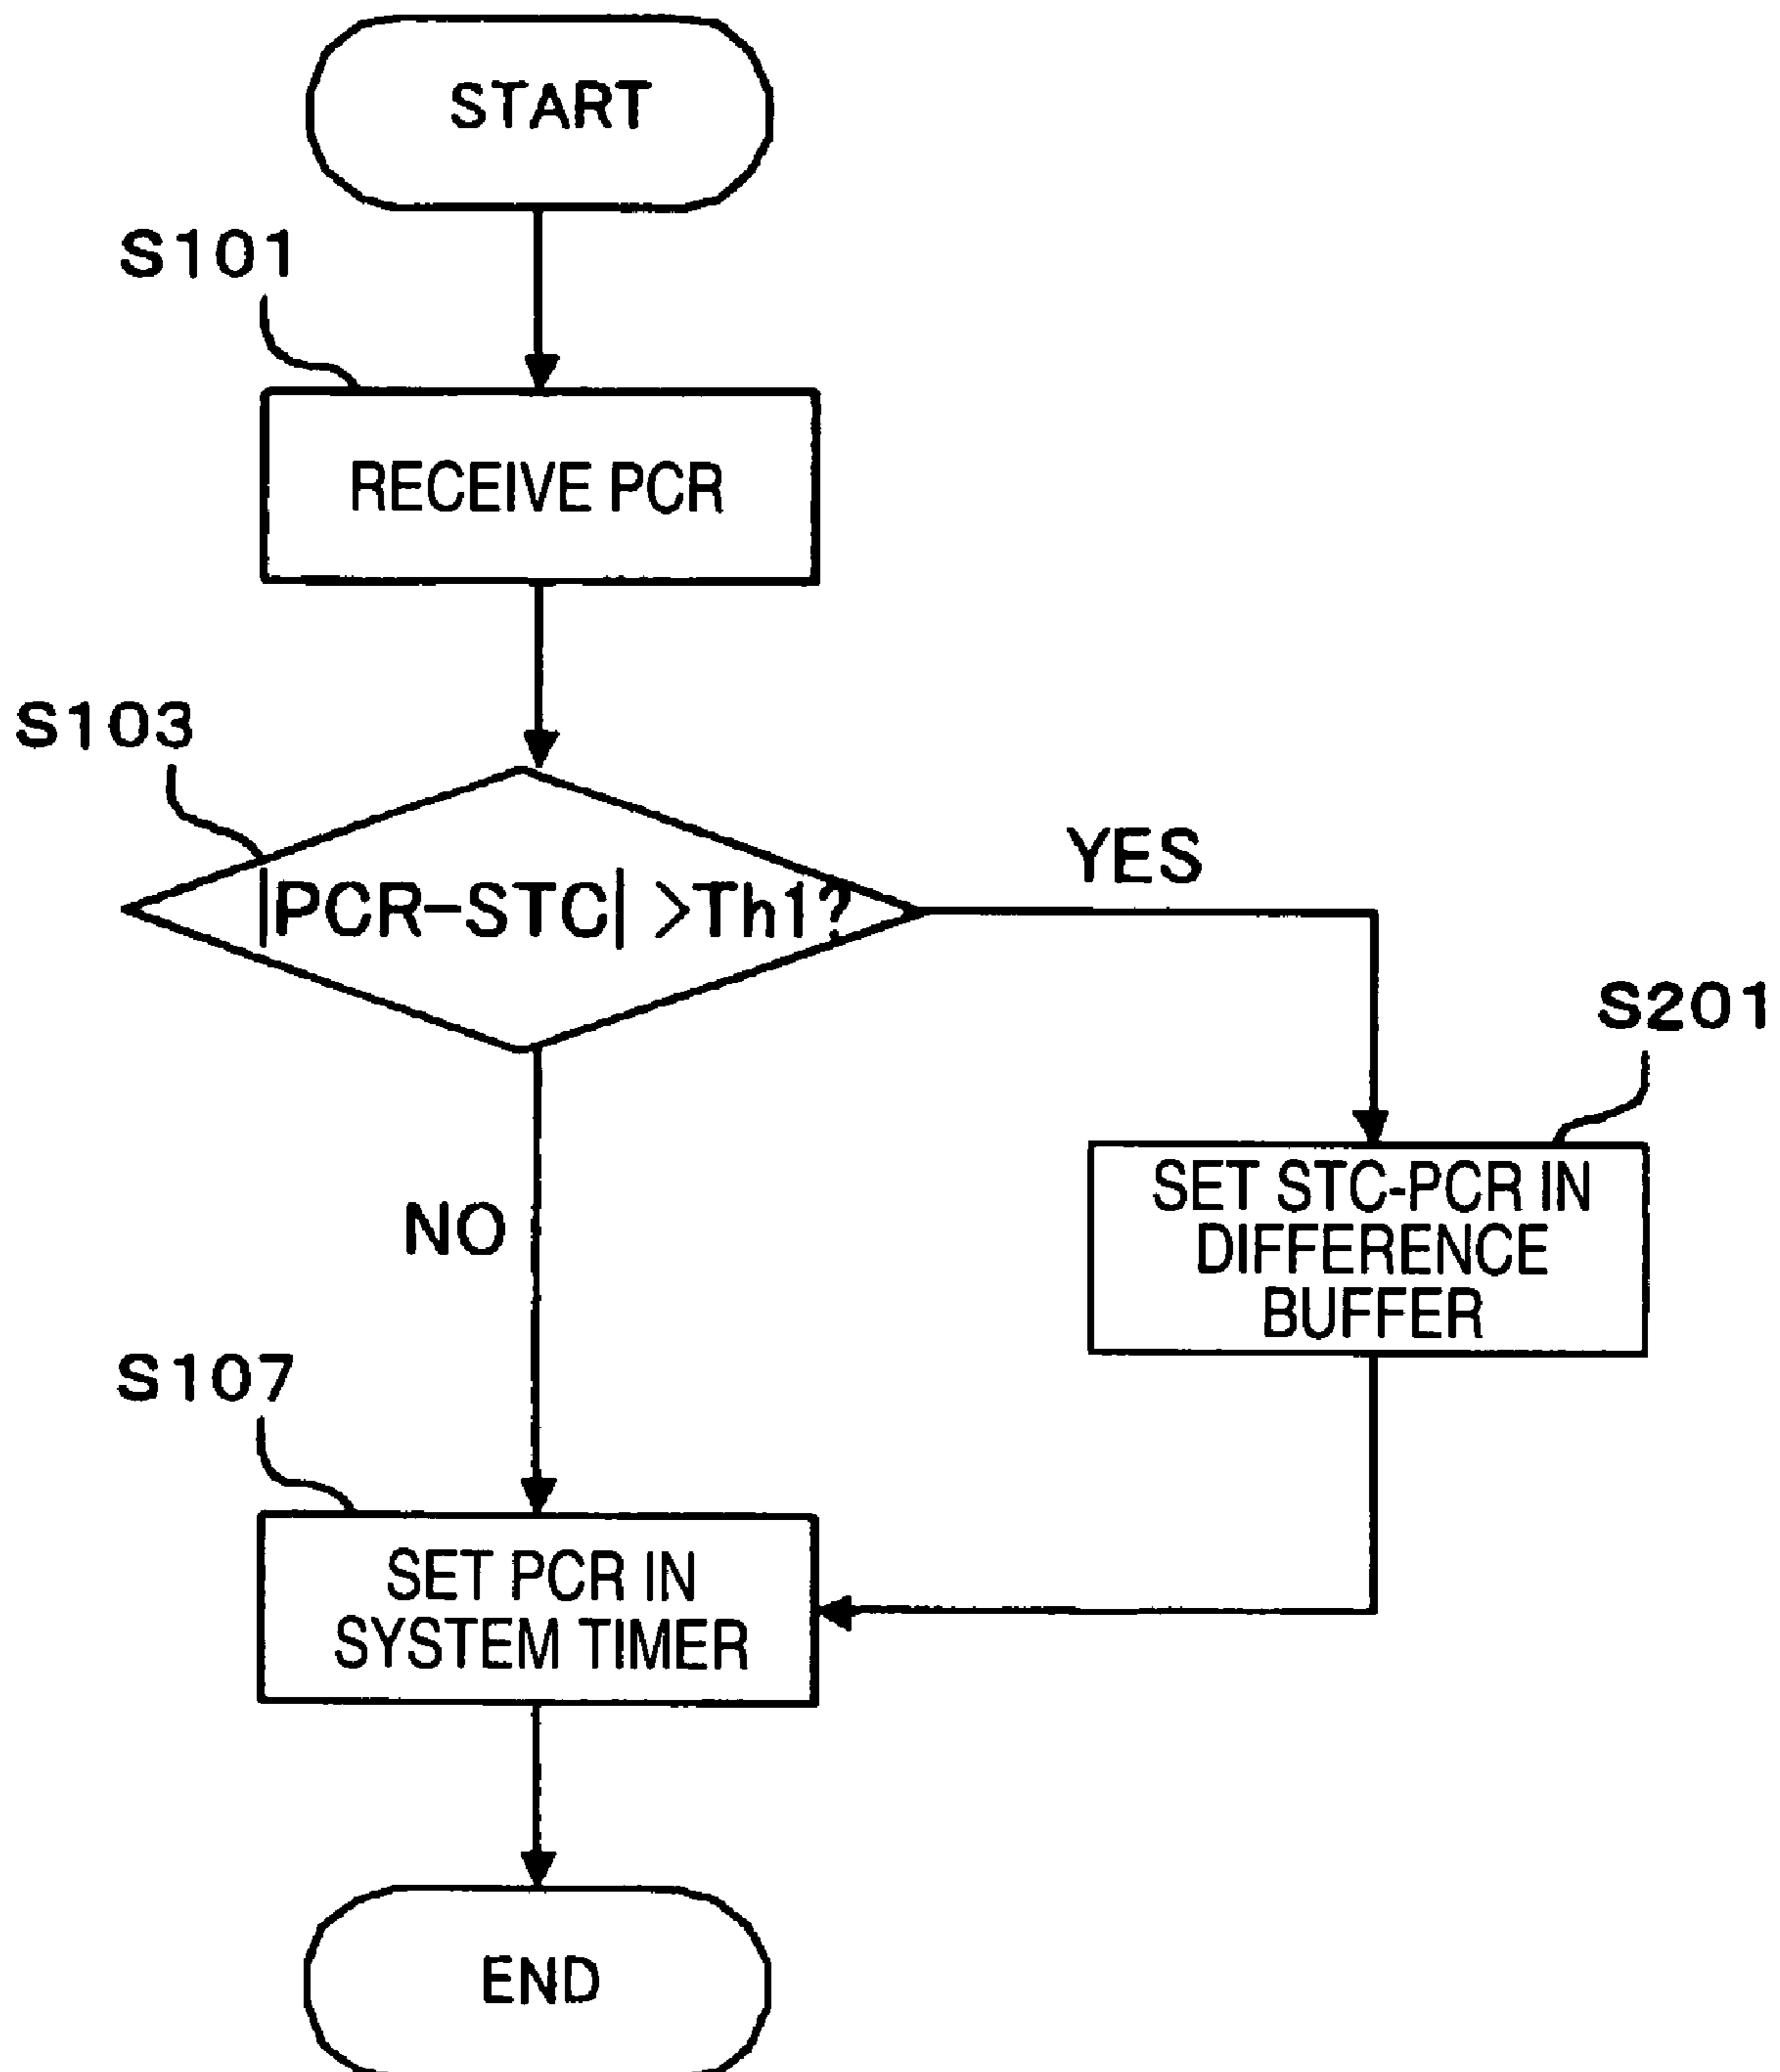 START
S101
RECEIVE PCR
S103
|PCR-STC| >Th1?
YES
S201
SET STC-PCR IN
DIFFERENCE
BUFFER
NO
S107
SET PCR IN
SYSTEM TIMER
END